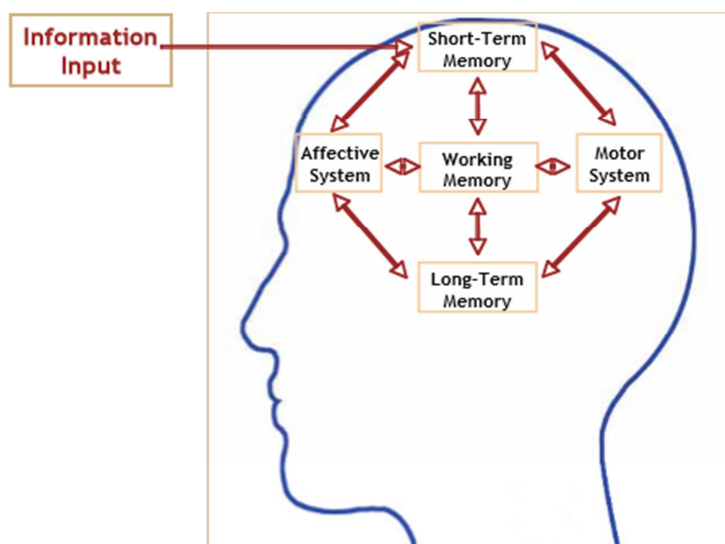 Information
Input
Short-Term
Memory
Affective
System
Working
Memory
Motor
System
Long-Term
Memory